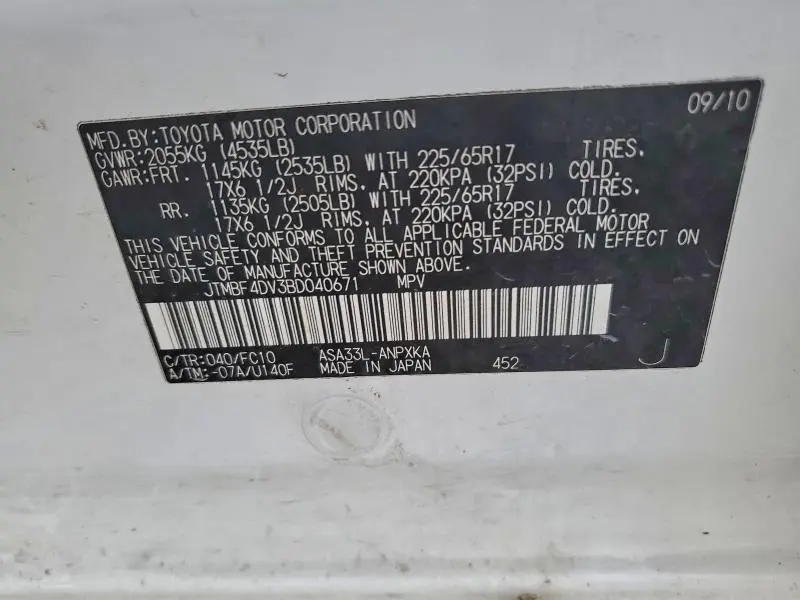 09/10
MFD. BY: TOYOTA MOTOR CORPORATION
GVWR: 2055KG (4535LB)
GAWR: FRT. 1145KG (2535LB) WITH 225/65R17 TIRES.
17X6 1/2J RIMS. AT 220KPA (32PSI) COLD.
RR. 1135KG (2505LB) WITH 225/65R17 TIRES.
17X6 1/2J RIMS. AT 220KPA (32PSI) COLD.
THIS VEHICLE CONFORMS TO ALL APPLICABLE FEDERAL MOTOR
VEHICLE SAFETY AND THEFT PREVENTION STANDARDS IN EFFECT ON
THE DATE OF MANUFACTURE SHOWN ABOVE.
JTMBF4DV3BD040671 MPV
C/TR: 040/FC10 ASA33L-ANPXKA
A/TM: -07A/U140F MADE IN JAPAN 452 J